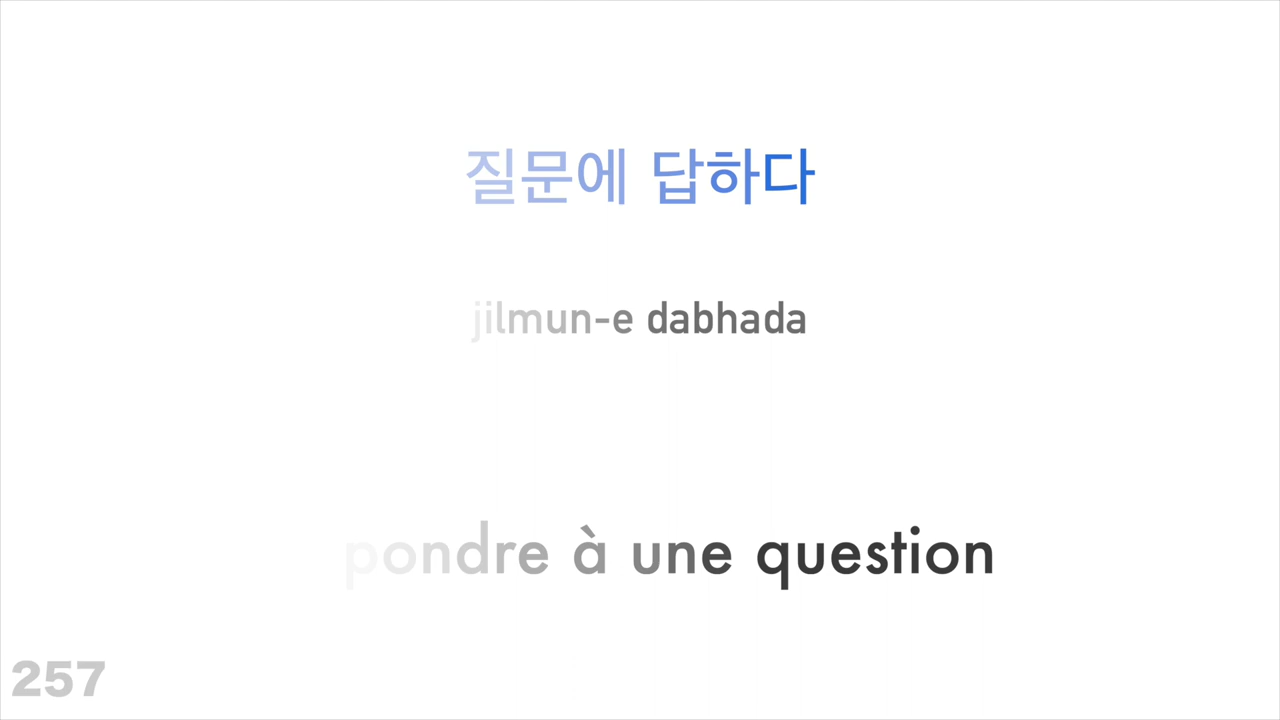 질문에 답하다
jilmun-e dabhada
pondre à une question
257